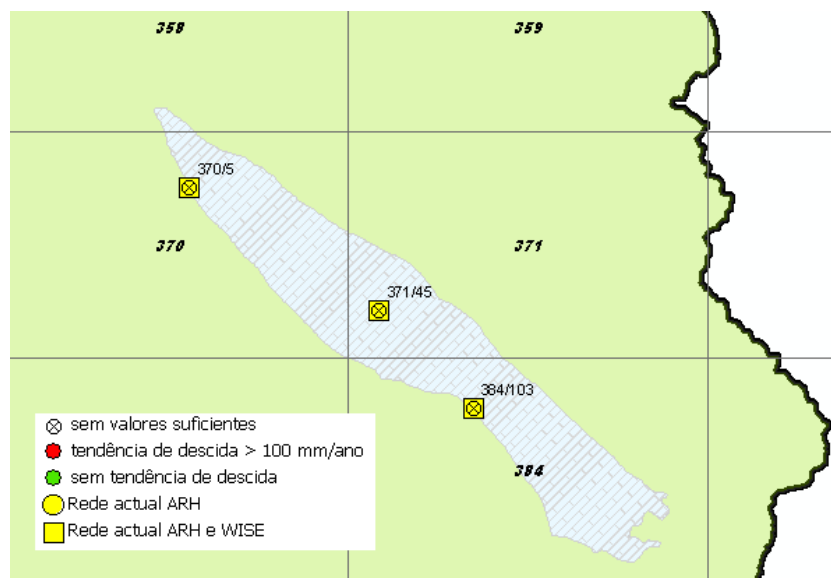 358
359
370/5
370
371
371/45
384/103
384
sem valores suficientes
tendência de descida > 100 mm/ano
sem tendência de descida
Rede actual ARH
Rede actual ARH e WISE